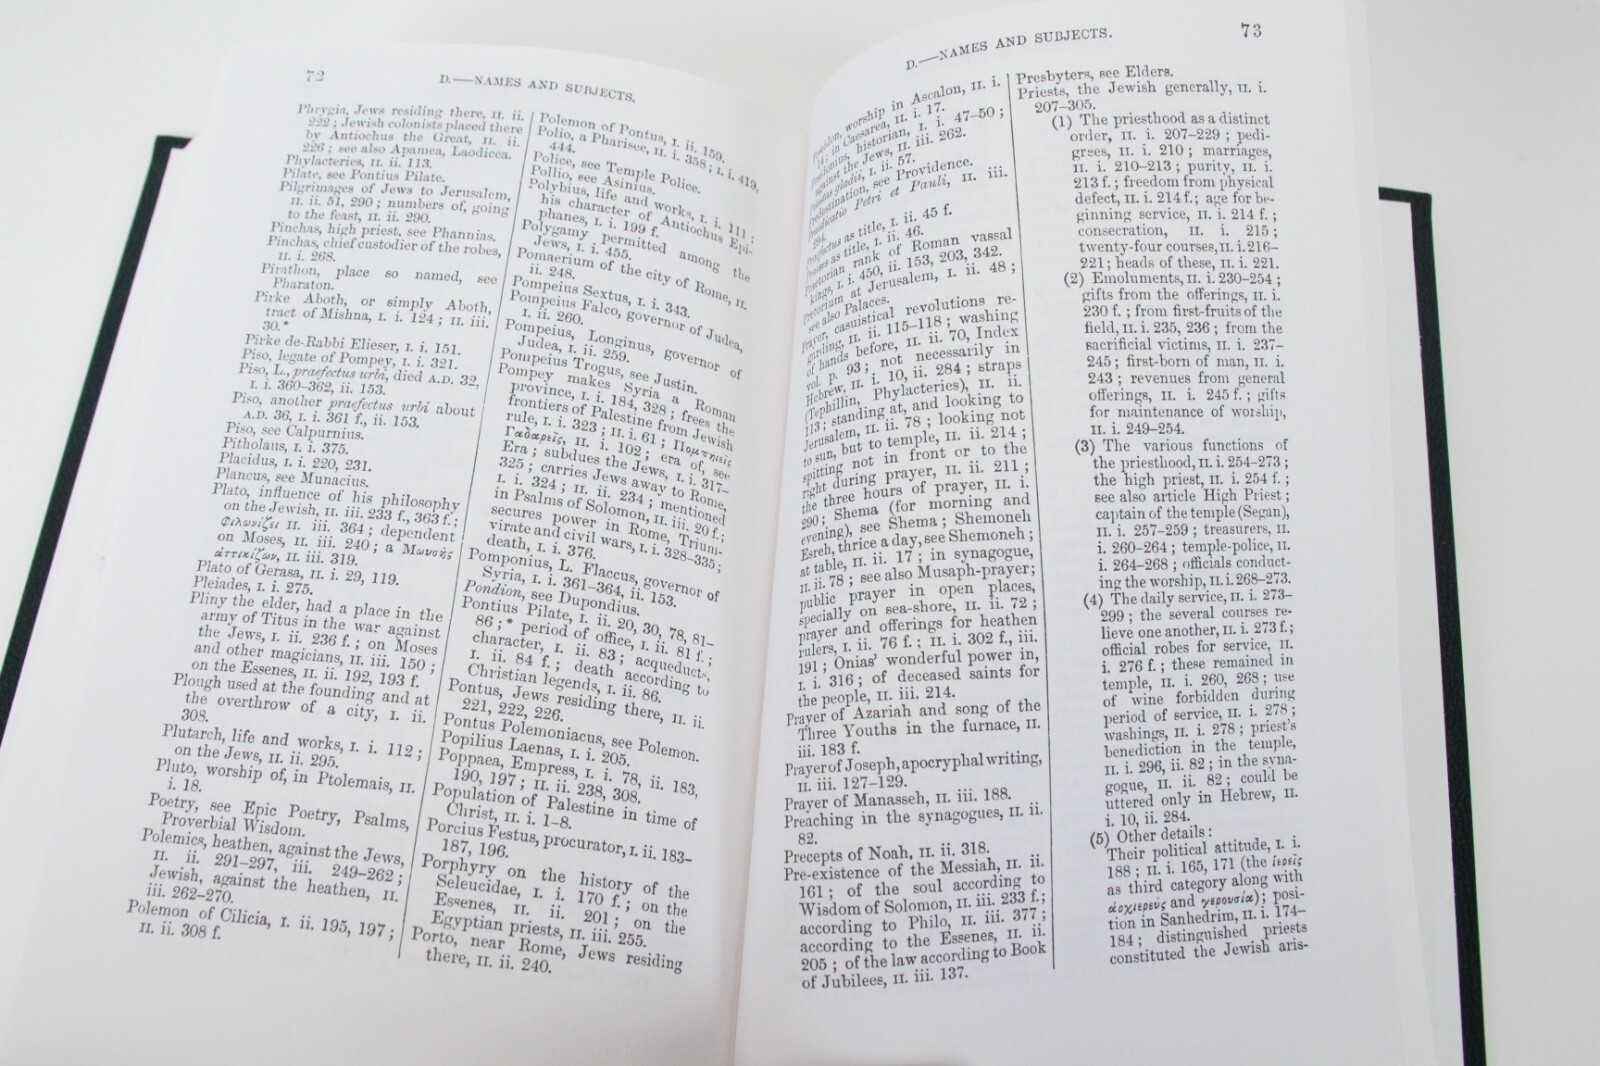 72
D.—NAMES AND SUBJECTS.
Phrygia, Jews residing there, II. ii.
222; Jewish colonists placed there
by Antiochus the Great, II. ii.
226; see also Apamea, Laodicea.
Phylacteries, II. ii. 113.
Pilate, see Pontius Pilate.
Pilgrimages of Jews to Jerusalem,
II. ii. 51, 290; numbers of, going
to the feast, II. ii. 290.
Pinchas, high priest, see Phannias.
Pinchas, chief custodier of the robes,
II. i. 268.
Pirathon, place so named, see
Pharaton.
Pirke Aboth, or simply Aboth,
tract of Mishna, I. i. 124; II. iii.
30.*
Pirke de-Rabbi Elieser, I. i. 151.
Piso, legate of Pompey, I. i. 321.
Piso, L., praefectus urbi, died A.D. 32,
I. i. 360-362, ii. 153.
Piso, another praefectus urbi about
A.D. 36, I. i. 361 f., ii. 153.
Piso, see Calpurnius.
Pitholaus, I. i. 375.
Placidus, I. i. 220, 231.
Plancus, see Munacius.
Plato, influence of his philosophy
on the Jewish, II. iii. 233 f., 363 f.;
Φιλωνίζει II. iii. 364; dependent
on Moses, II. iii. 240; a Μωυσῆς
ἀττικίζων, II. iii. 319.
Plato of Gerasa, II. i. 29, 119.
Pleiades, I. i. 275.
Pliny the elder, had a place in the
army of Titus in the war against
the Jews, I. ii. 236 f.; on Moses
and other magicians, II. iii. 150;
on the Essenes, II. ii. 192, 193 f.
Plough used at the founding and at
the overthrow of a city, I. ii.
308.
Plutarch, life and works, I. i. 112;
on the Jews, II. ii. 295.
Pluto, worship of, in Ptolemais, II.
i. 18.
Poetry, see Epic Poetry, Psalms,
Proverbial Wisdom.
Polemics, heathen, against the Jews,
II. ii. 291-297, iii. 249-262;
Jewish, against the heathen, II.
iii. 262-270.
Polemon of Cilicia, I. ii. 195, 197;
II. ii. 308 f.
Polemon of Pontus, I. ii. 159.
Polio, a Pharisee, II. i. 358; I. i. 419,
444.
Police, see Temple Police.
Pollio, see Asinius.
Polybius, life and works, I. i. 111;
his character of Antiochus Epi-
phanes, I. i. 199 f.
Polygamy permitted among the
Jews, I. i. 455.
Pomaerium of the city of Rome, II.
ii. 248.
Pompeius Sextus, I. i. 343.
Pompeius Falco, governor of Judea,
I. ii. 260.
Pompeius, Longinus, governor of
Judea, I. ii. 259.
Pompeius Trogus, see Justin.
Pompey makes Syria a Roman
province, I. i. 184, 328; frees the
frontiers of Palestine from Jewish
rule, I. i. 323; II. i. 61; Πομπηιεῖς
Γαδαρεῖς, II. i. 102; era of, see
Era; subdues the Jews, I. i. 317-
325; carries Jews away to Rome,
I. i. 324; II. ii. 234; mentioned
in Psalms of Solomon, II. iii. 20 f.;
secures power in Rome, Trium-
virate and civil wars, I. i. 328-335;
death, I. i. 376.
Pomponius, L. Flaccus, governor of
Syria, I. i. 361-364, ii. 153.
Pondion, see Dupondius.
Pontius Pilate, I. ii. 20, 30, 78, 81-
86;* period of office, I. ii. 81 f.;
character, I. ii. 83; acqueducts,
I. ii. 84 f.; death according to
Christian legends, I. ii. 86.
Pontus, Jews residing there, II. ii.
221, 222, 226.
Pontus Polemoniacus, see Polemon.
Popilius Laenas, I. i. 205.
Poppaea, Empress, I. i. 78, ii. 183,
190, 197; II. ii. 238, 308.
Population of Palestine in time of
Christ, II. i. 1-8.
Porcius Festus, procurator, I. ii. 183-
187, 196.
Porphyry on the history of the
Seleucidae, I. i. 170 f.; on the
Essenes, II. ii. 201; on the
Egyptian priests, II. iii. 255.
Porto, near Rome, Jews residing
there, II. ii. 240.
D.—NAMES AND SUBJECTS.
73
worship in Ascalon, II. i.
in Caesarea, II. i. 17.
historian, I. i. 47-50;
against the Jews, II. iii. 262.
gladii, I. ii. 57.
Predestination, see Providence.
Praedicatio Petri et Pauli, II. iii.
as title, I. ii. 45 f.
as title, I. ii. 46.
Praetorian rank of Roman vassal
kings, I. i. 450, ii. 153, 203, 342.
Pretorium at Jerusalem, I. ii. 48;
see also Palaces.
Prayer, casuistical revolutions re-
garding, II. ii. 115-118; washing
of hands before, II. ii. 70, Index
vol. p. 93; not necessarily in
Hebrew, II. i. 10, ii. 284; straps
(Tephillin, Phylacteries), II. ii.
113; standing at, and looking to
Jerusalem, II. ii. 78; looking not
to sun, but to temple, II. ii. 214;
spitting not in front or to the
right during prayer, II. ii. 211;
the three hours of prayer, II. i.
290; Shema (for morning and
evening), see Shema; Shemoneh
Esreh, thrice a day, see Shemoneh;
at table, II. ii. 17; in synagogue,
II. ii. 78; see also Musaph-prayer;
public prayer in open places,
specially on sea-shore, II. ii. 72;
prayer and offerings for heathen
rulers, I. ii. 76 f.; II. i. 302 f., iii.
191; Onias' wonderful power in,
I. i. 316; of deceased saints for
the people, II. iii. 214.
Prayer of Azariah and song of the
Three Youths in the furnace, II.
iii. 183 f.
Prayer of Joseph, apocryphal writing,
II. iii. 127-129.
Prayer of Manasseh, II. iii. 188.
Preaching in the synagogues, II. ii.
82.
Precepts of Noah, II. ii. 318.
Pre-existence of the Messiah, II. ii.
161; of the soul according to
Wisdom of Solomon, II. iii. 233 f.;
according to Philo, II. iii. 377;
according to the Essenes, II. ii.
205; of the law according to Book
of Jubilees, II. iii. 137.
Presbyters, see Elders.
Priests, the Jewish generally, II. i.
207-305.
(1) The priesthood as a distinct
order, II. i. 207-229; pedi-
grees, II. i. 210; marriages,
II. i. 210-213; purity, II. i.
213 f.; freedom from physical
defect, II. i. 214 f.; age for be-
ginning service, II. i. 214 f.;
consecration, II. i. 215;
twenty-four courses, II. i. 216-
221; heads of these, II. i. 221.
(2) Emoluments, II. i. 230-254;
gifts from the offerings, II. i.
230 f.; from first-fruits of the
field, II. i. 235, 236; from the
sacrificial victims, II. i. 237-
245; first-born of man, II. i.
243; revenues from general
offerings, II. i. 245 f.; gifts
for maintenance of worship,
II. i. 249-254.
(3) The various functions of
the priesthood, II. i. 254-273;
the high priest, II. i. 254 f.;
see also article High Priest;
captain of the temple (Segan),
II. i. 257-259; treasurers, II.
i. 260-264; temple-police, II.
i. 264-268; officials conduct-
ing the worship, II. i. 268-273.
(4) The daily service, II. i. 273-
299; the several courses re-
lieve one another, II. i. 273 f.;
official robes for service, II.
i. 276 f.; these remained in
temple, II. i. 260, 268; use
of wine forbidden during
period of service, II. i. 278;
washings, II. i. 278; priest's
benediction in the temple,
II. i. 296, ii. 82; in the syna-
gogue, II. ii. 82; could be
uttered only in Hebrew, II.
i. 10, ii. 284.
(5) Other details:
Their political attitude, I. i.
188; II. i. 165, 171 (the ἱερεῖς
as third category along with
ἀρχιερεῦς and γερουσία); posi-
tion in Sanhedrim, II. i. 174-
184; distinguished priests
constituted the Jewish aris-